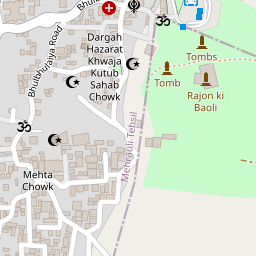 Bhulbhulaiya Road
Dargah
Hazarat
Khwaja
Kutub
Sahab
Chowk
Tombs
Tomb
Rajon ki
Baoli
Mehrauli Tehsil
Mehta
Chowk